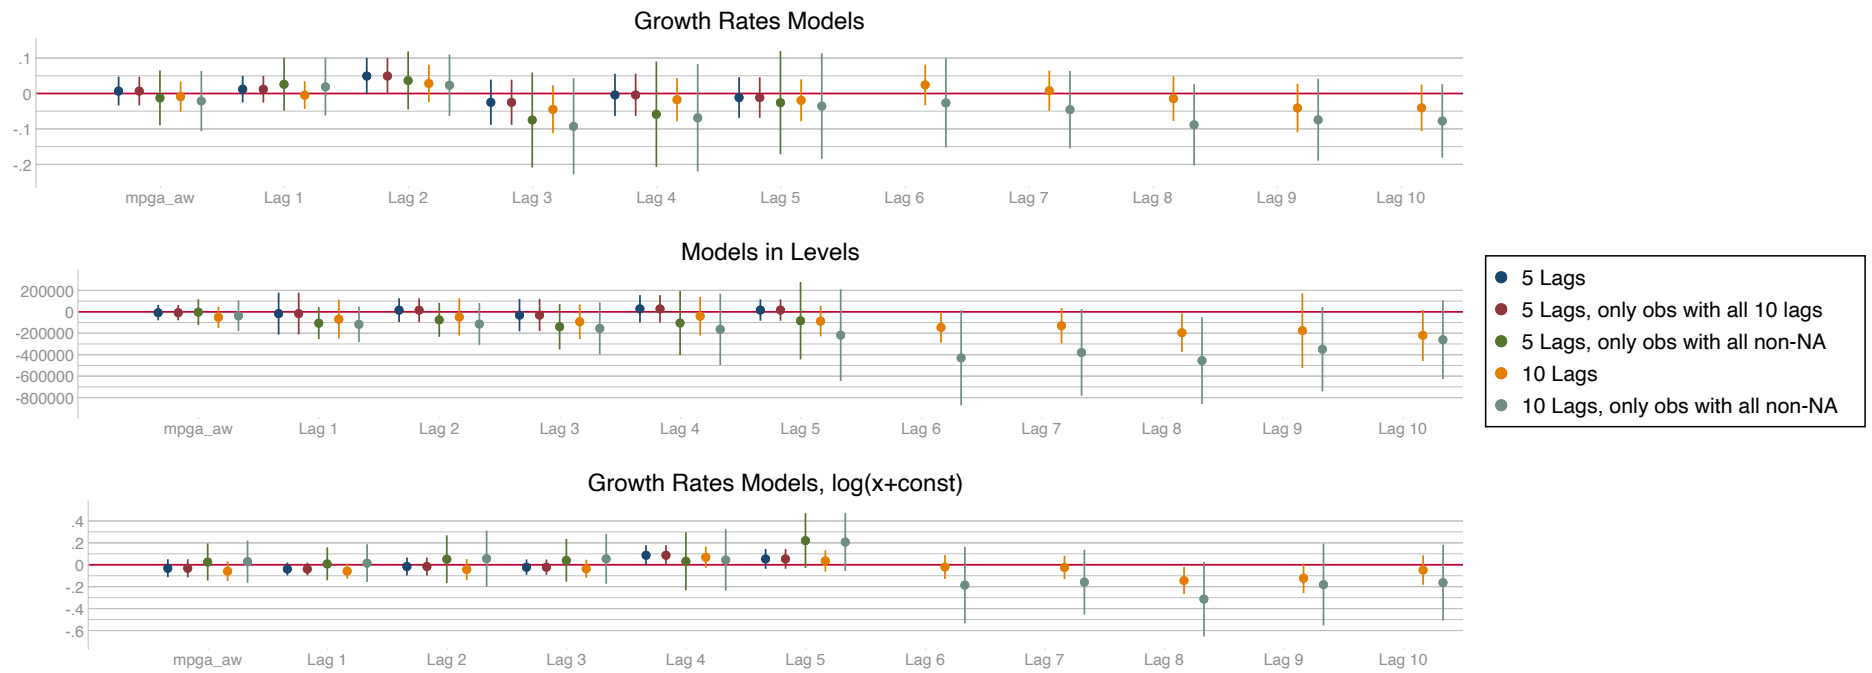 Growth Rates Models
.1
0
-.1
-.2
mpga_aw Lag 1 Lag 2 Lag 3 Lag 4 Lag 5 Lag 6 Lag 7 Lag 8 Lag 9 Lag 10
Models in Levels
200000
0
-200000
-400000
-600000
-800000
mpga_aw Lag 1 Lag 2 Lag 3 Lag 4 Lag 5 Lag 6 Lag 7 Lag 8 Lag 9 Lag 10
5 Lags
5 Lags, only obs with all 10 lags
5 Lags, only obs with all non-NA
10 Lags
10 Lags, only obs with all non-NA
Growth Rates Models, log(x+const)
.4
.2
0
-.2
-.4
-.6
mpga_aw Lag 1 Lag 2 Lag 3 Lag 4 Lag 5 Lag 6 Lag 7 Lag 8 Lag 9 Lag 10